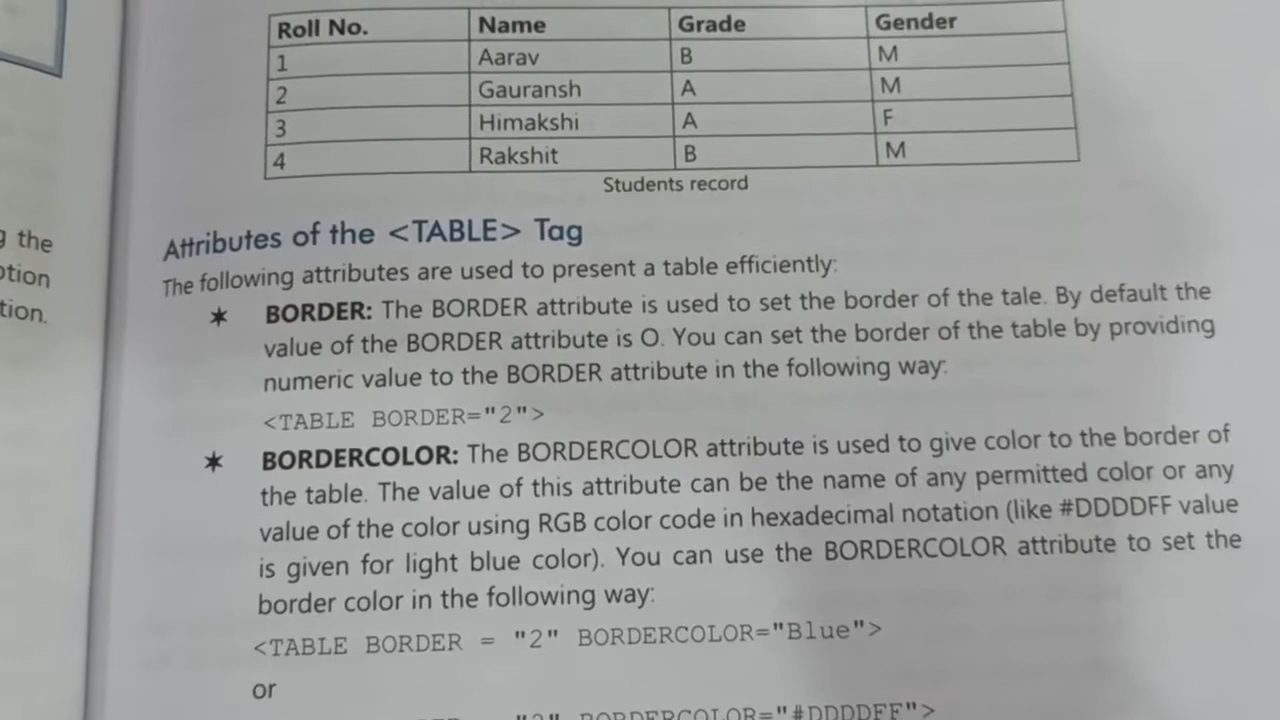 Roll No. Name Grade Gender
1 Aarav B M
2 Gauransh A M
3 Himakshi A F
4 Rakshit B M
Students record
Attributes of the <TABLE> Tag
The following attributes are used to present a table efficiently:
the
✶ BORDER: The BORDER attribute is used to set the border of the tale. By default the
value of the BORDER attribute is O. You can set the border of the table by providing
numeric value to the BORDER attribute in the following way:
<TABLE BORDER="2">
✶ BORDERCOLOR: The BORDERCOLOR attribute is used to give color to the border of
the table. The value of this attribute can be the name of any permitted color or any
value of the color using RGB color code in hexadecimal notation (like #DDDDFF value
is given for light blue color). You can use the BORDERCOLOR attribute to set the
border color in the following way:
<TABLE BORDER = "2" BORDERCOLOR="Blue">
or
"2" BORDERCOLOR="#DDDDFF">